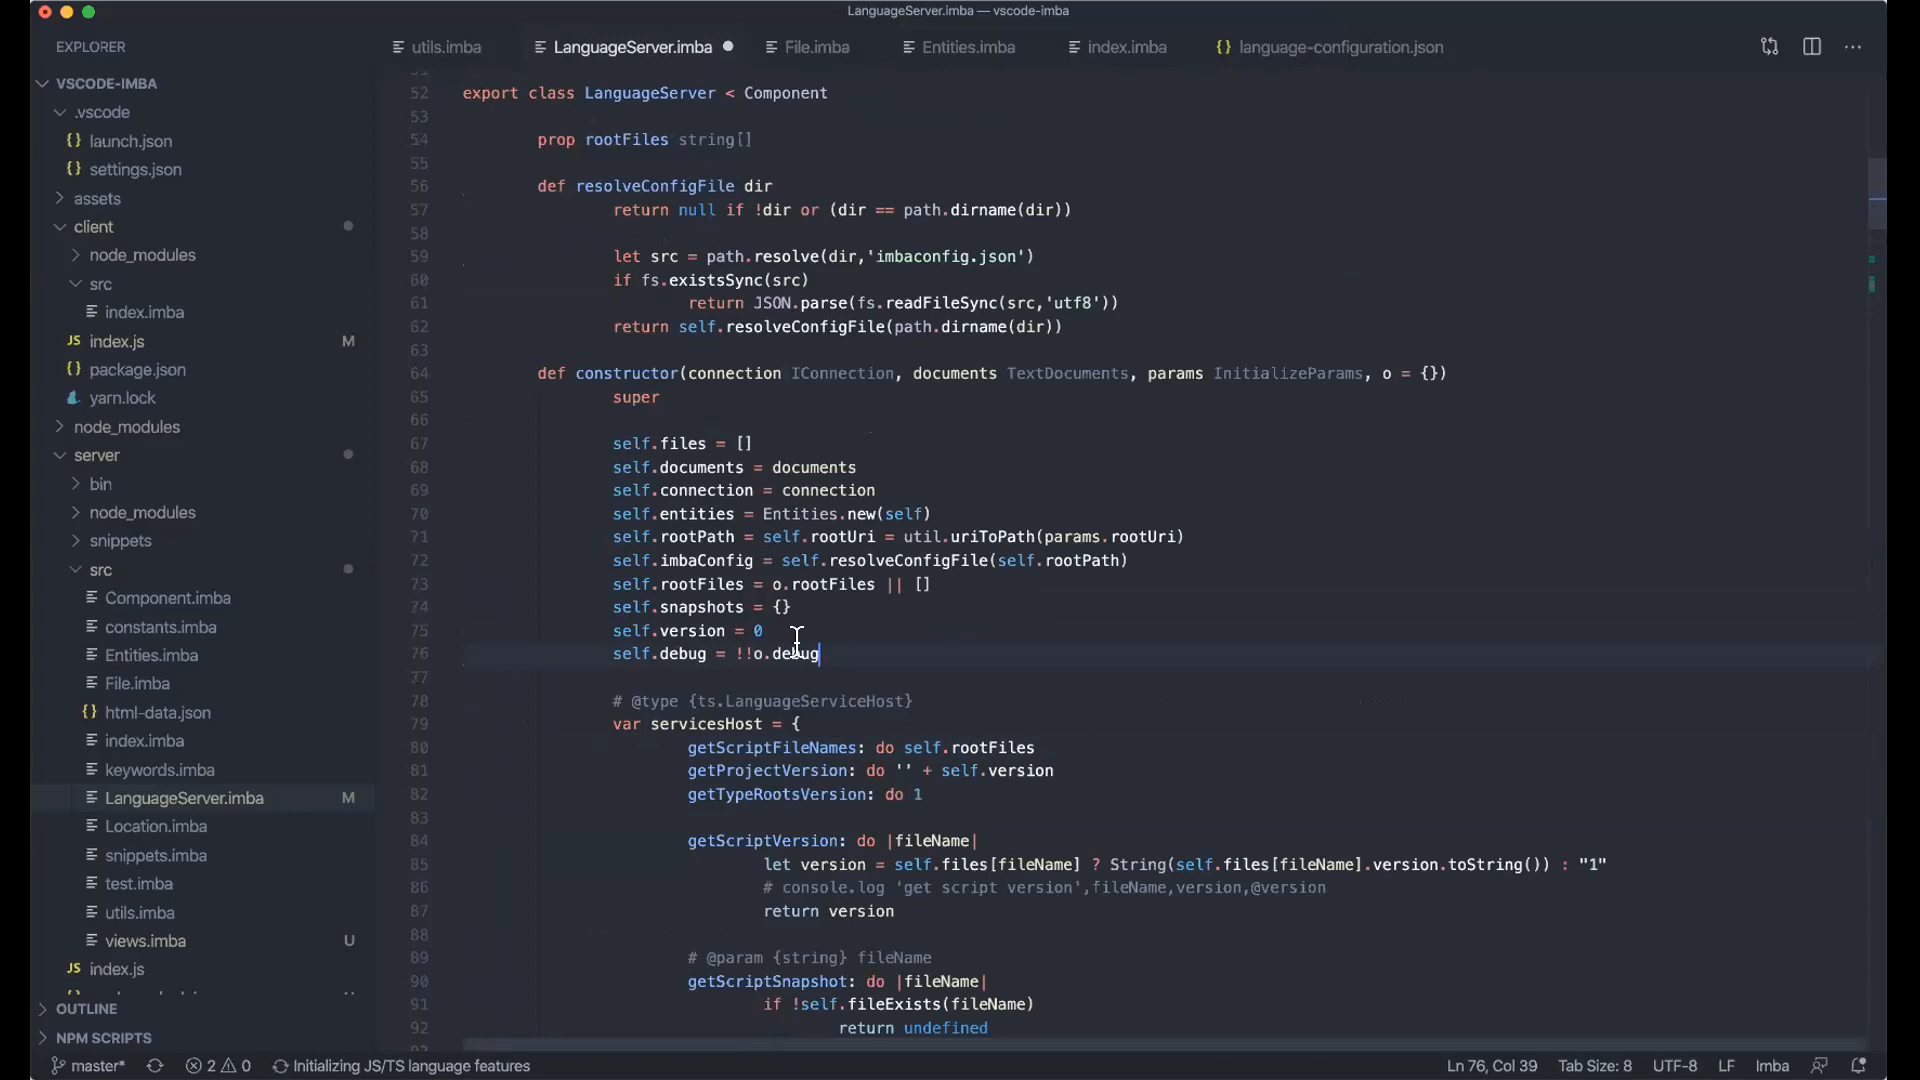 LanguageServer.imba — vscode-imba
EXPLORER
utils.imba
LanguageServer.imba
File.imba
Entities.imba
index.imba
{} language-configuration.json
VSCODE-IMBA
.vscode
{} launch.json
{} settings.json
assets
client
node_modules
src
index.imba
JS index.js M
{} package.json
yarn.lock
node_modules
server
bin
node_modules
snippets
src
Component.imba
constants.imba
Entities.imba
File.imba
html-data.json
index.imba
keywords.imba
LanguageServer.imba M
Location.imba
snippets.imba
test.imba
utils.imba
views.imba U
JS index.js
OUTLINE
NPM SCRIPTS
52 export class LanguageServer < Component
53
54 prop rootFiles string[]
55
56 def resolveConfigFile dir
57 return null if !dir or (dir == path.dirname(dir))
58
59 let src = path.resolve(dir,'imbaconfig.json')
60 if fs.existsSync(src)
61 return JSON.parse(fs.readFileSync(src,'utf8'))
62 return self.resolveConfigFile(path.dirname(dir))
63
64 def constructor(connection IConnection, documents TextDocuments, params InitializeParams, o = {})
65 super
66
67 self.files = []
68 self.documents = documents
69 self.connection = connection
70 self.entities = Entities.new(self)
71 self.rootPath = self.rootUri = util.uriToPath(params.rootUri)
72 self.imbaConfig = self.resolveConfigFile(self.rootPath)
73 self.rootFiles = o.rootFiles || []
74 self.snapshots = {}
75 self.version = 0
76 self.debug = !!o.debug
77
78 # @type {ts.LanguageServiceHost}
79 var servicesHost = {
80 getScriptFileNames: do self.rootFiles
81 getProjectVersion: do '' + self.version
82 getTypeRootsVersion: do 1
83
84 getScriptVersion: do |fileName|
85 let version = self.files[fileName] ? String(self.files[fileName].version.toString()) : "1"
86 # console.log 'get script version',fileName,version,@version
87 return version
88
89 # @param {string} fileName
90 getScriptSnapshot: do |fileName|
91 if !self.fileExists(fileName)
92 return undefined
master* 2 0 Initializing JS/TS language features
Ln 76, Col 39 Tab Size: 8 UTF-8 LF Imba